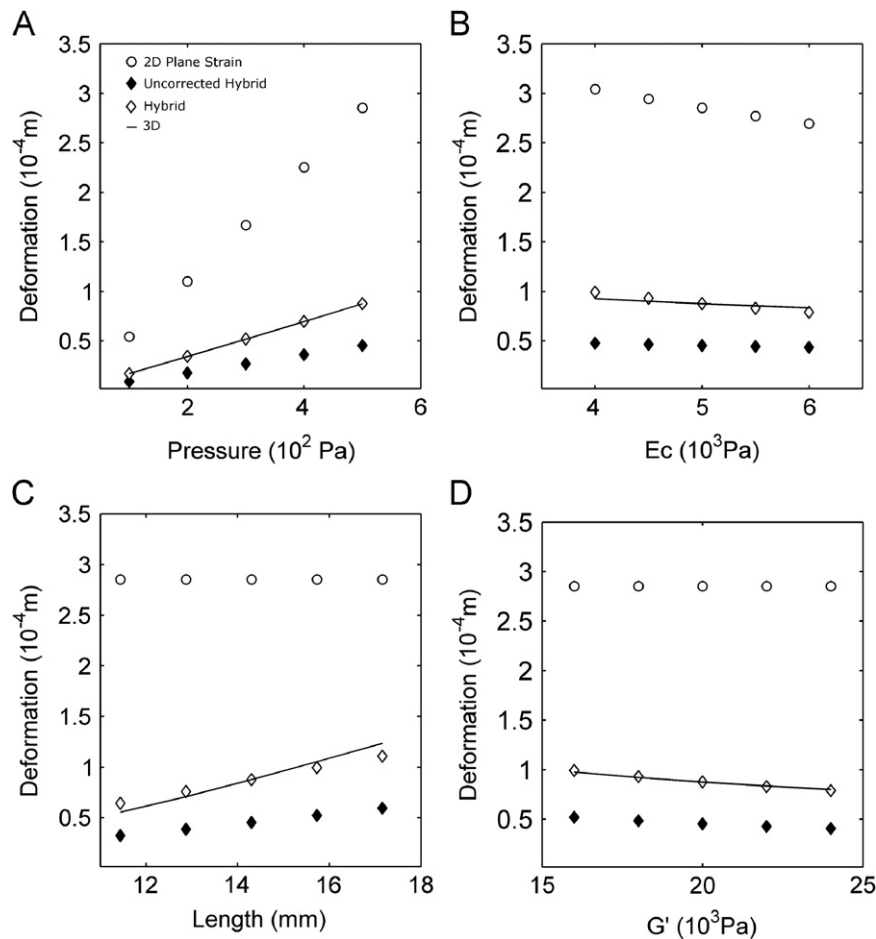 A
B
3.5
3
2.5
2
1.5
1
0.5
Deformation (10⁻⁴m)
2D Plane Strain
Uncorrected Hybrid
Hybrid
3D
2 4 6
Pressure (10² Pa)
3.5
3
2.5
2
1.5
1
0.5
Deformation (10⁻⁴m)
4 5 6
Ec (10³Pa)
C
D
3.5
3
2.5
2
1.5
1
0.5
Deformation (10⁻⁴m)
12 14 16 18
Length (mm)
3.5
3
2.5
2
1.5
1
0.5
Deformation (10⁻⁴m)
15 20 25
G' (10³Pa)